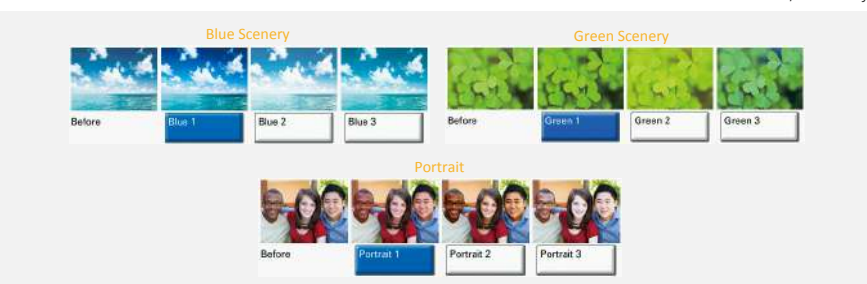 Blue Scenery
Before
Blue 1
Blue 2
Blue 3
Green Scenery
Before
Green 1
Green 2
Green 3
Portrait
Before
Portrait 1
Portrait 2
Portrait 3